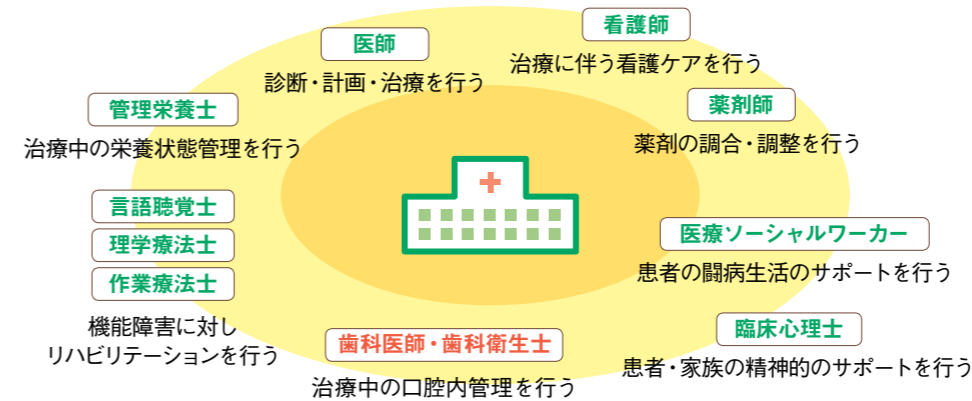 医師
診断・計画・治療を行う
看護師
治療に伴う看護ケアを行う
管理栄養士
治療中の栄養状態管理を行う
薬剤師
薬剤の調合・調整を行う
言語聴覚士
理学療法士
作業療法士
機能障害に対し
リハビリテーションを行う
医療ソーシャルワーカー
患者の闘病生活のサポートを行う
歯科医師・歯科衛生士
治療中の口腔内管理を行う
臨床心理士
患者・家族の精神的のサポートを行う